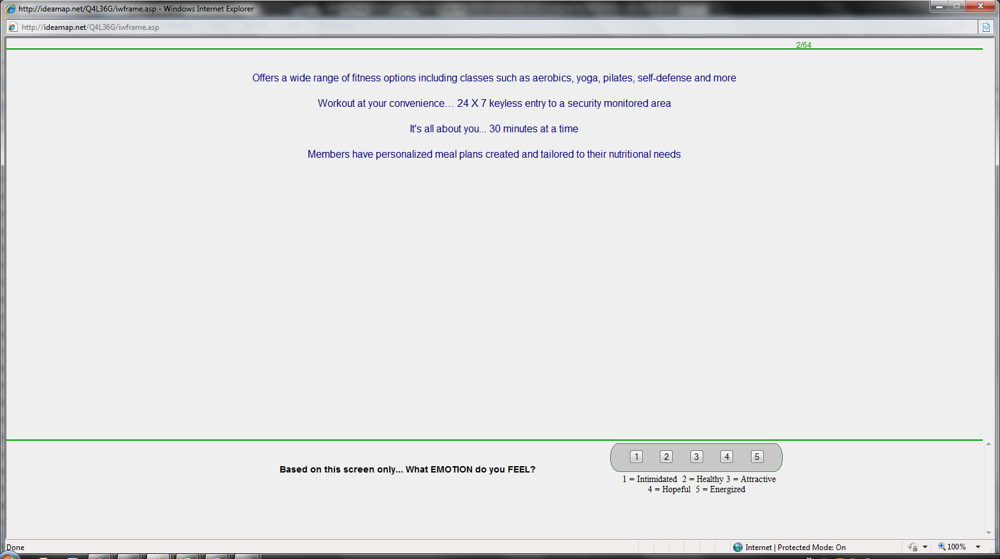 http://ideamap.net/Q4L36G/iwframe.asp - Windows Internet Explorer
http://ideamap.net/Q4L36G/iwframe.asp
2/64
Offers a wide range of fitness options including classes such as aerobics, yoga, pilates, self-defense and more
Workout at your convenience… 24 X 7 keyless entry to a security monitored area
It's all about you... 30 minutes at a time
Members have personalized meal plans created and tailored to their nutritional needs
1 2 3 4 5
Based on this screen only... What EMOTION do you FEEL?
1 = Intimidated  2 = Healthy 3 = Attractive
4 = Hopeful  5 = Energized
Done
Internet | Protected Mode: On
100%